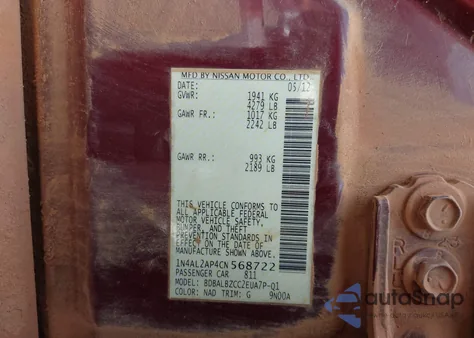 MFD BY NISSAN MOTOR CO., LTD.
DATE: 05/12
GVWR: 1941 KG
4279 LB
GAWR FR.: 1017 KG
2242 LB
GAWR RR.: 993 KG
2189 LB
THIS VEHICLE CONFORMS TO
ALL APPLICABLE FEDERAL
MOTOR VEHICLE SAFETY,
BUMPER, AND THEFT
PREVENTION STANDARDS IN
EFFECT ON THE DATE OF
MANUFACTURE SHOWN ABOVE.
1N4AL2AP4CN568722
PASSENGER CAR 811
MODEL: BDBALBZCCZEUA7P-Q1
COLOR: NAD TRIM: G 9N00A
autoSnap